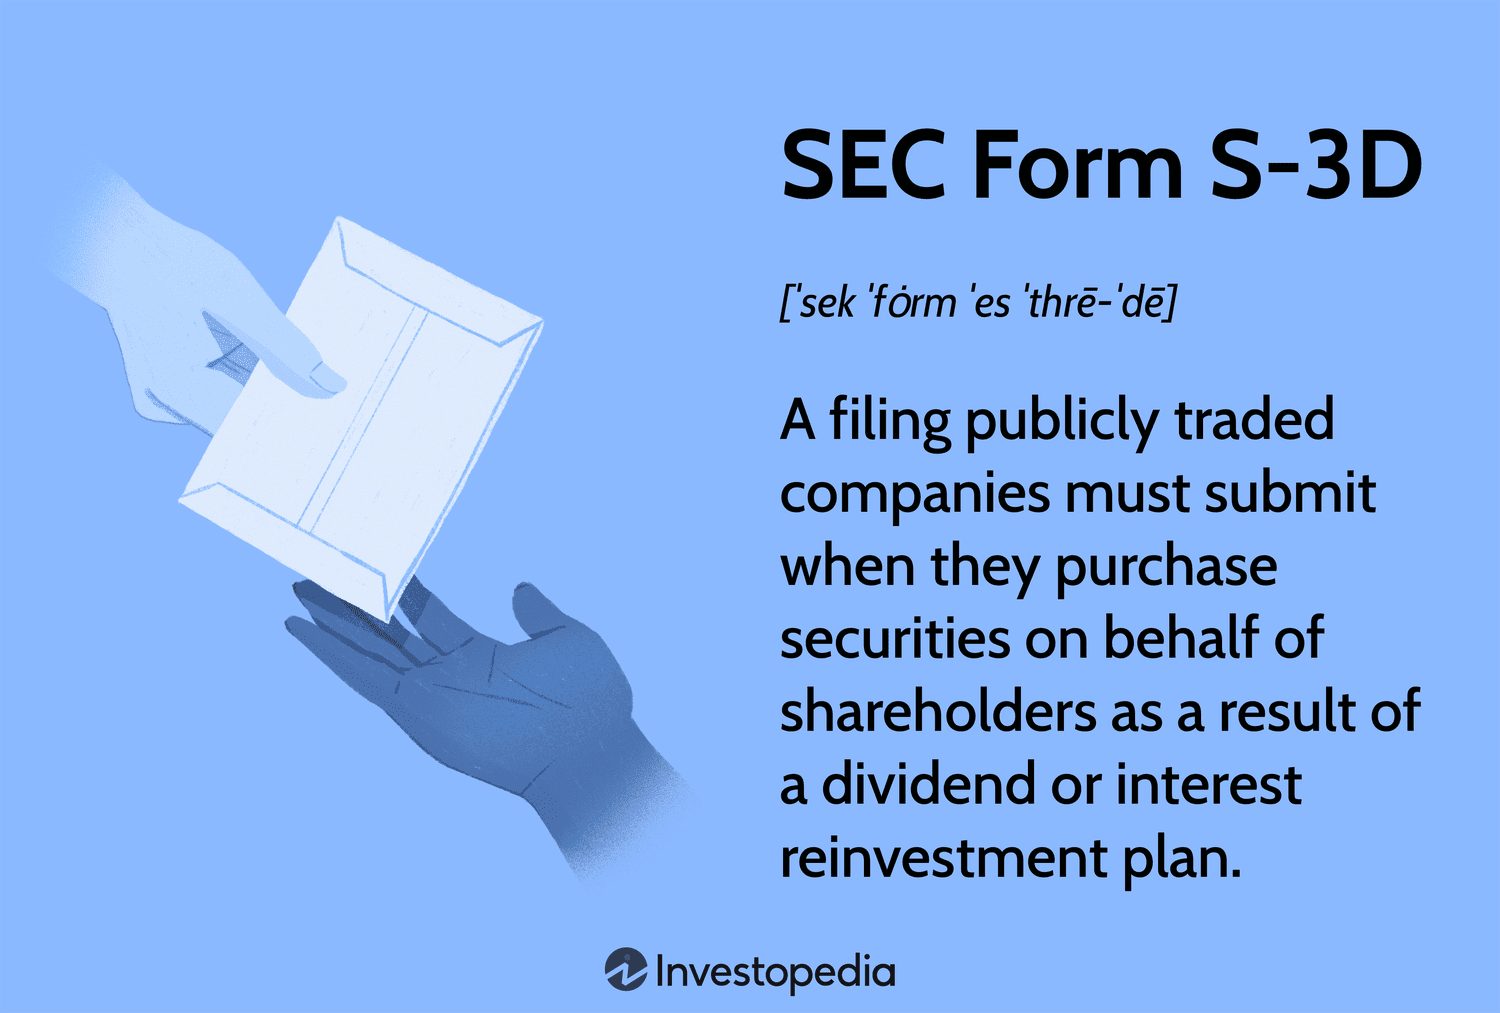 SEC Form S-3D
[ˈsek ˈfȯrm ˈes ˈthrē-ˈdē]
A filing publicly traded
companies must submit
when they purchase
securities on behalf of
shareholders as a result of
a dividend or interest
reinvestment plan.
Investopedia